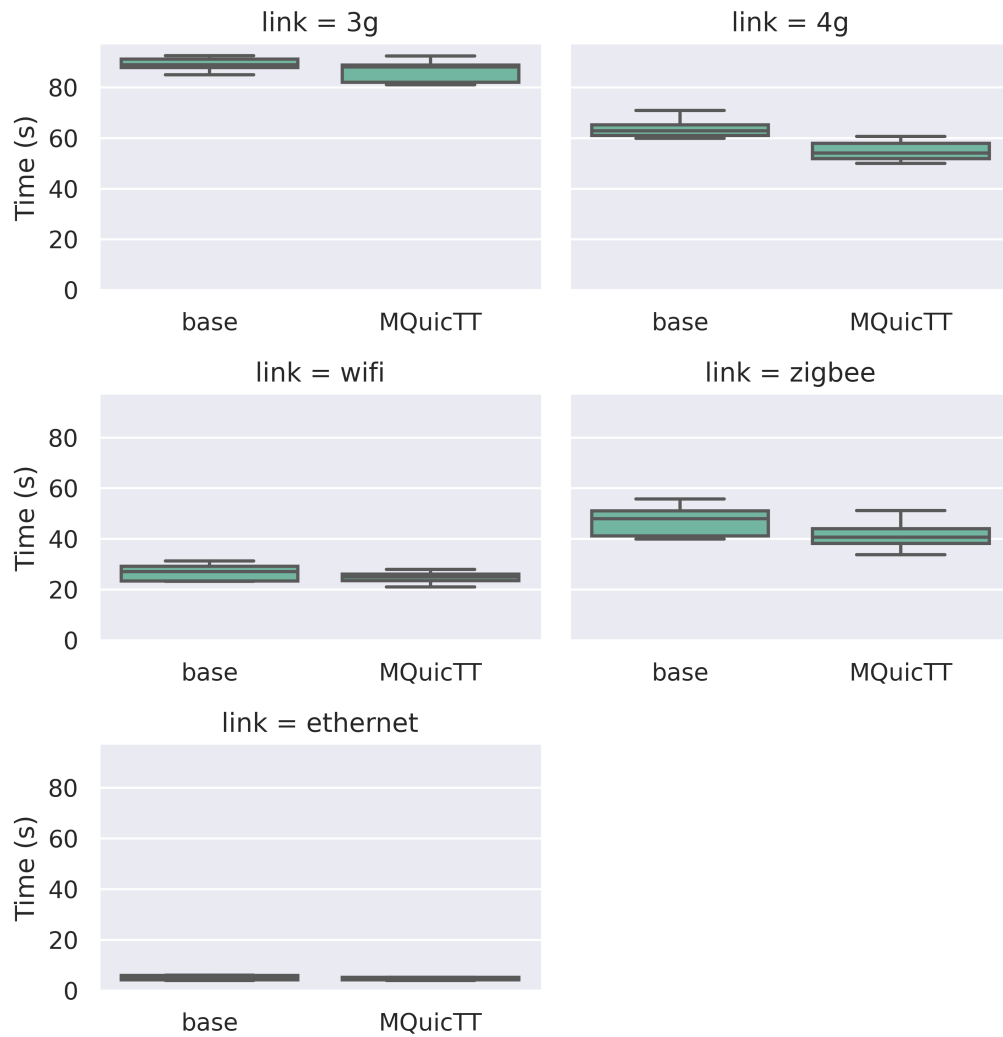 link = 3g
link = 4g
Time (s)
80
60
40
20
0
base
MQuicTT
base
MQuicTT
link = wifi
link = zigbee
Time (s)
80
60
40
20
0
base
MQuicTT
base
MQuicTT
link = ethernet
Time (s)
80
60
40
20
0
base
MQuicTT